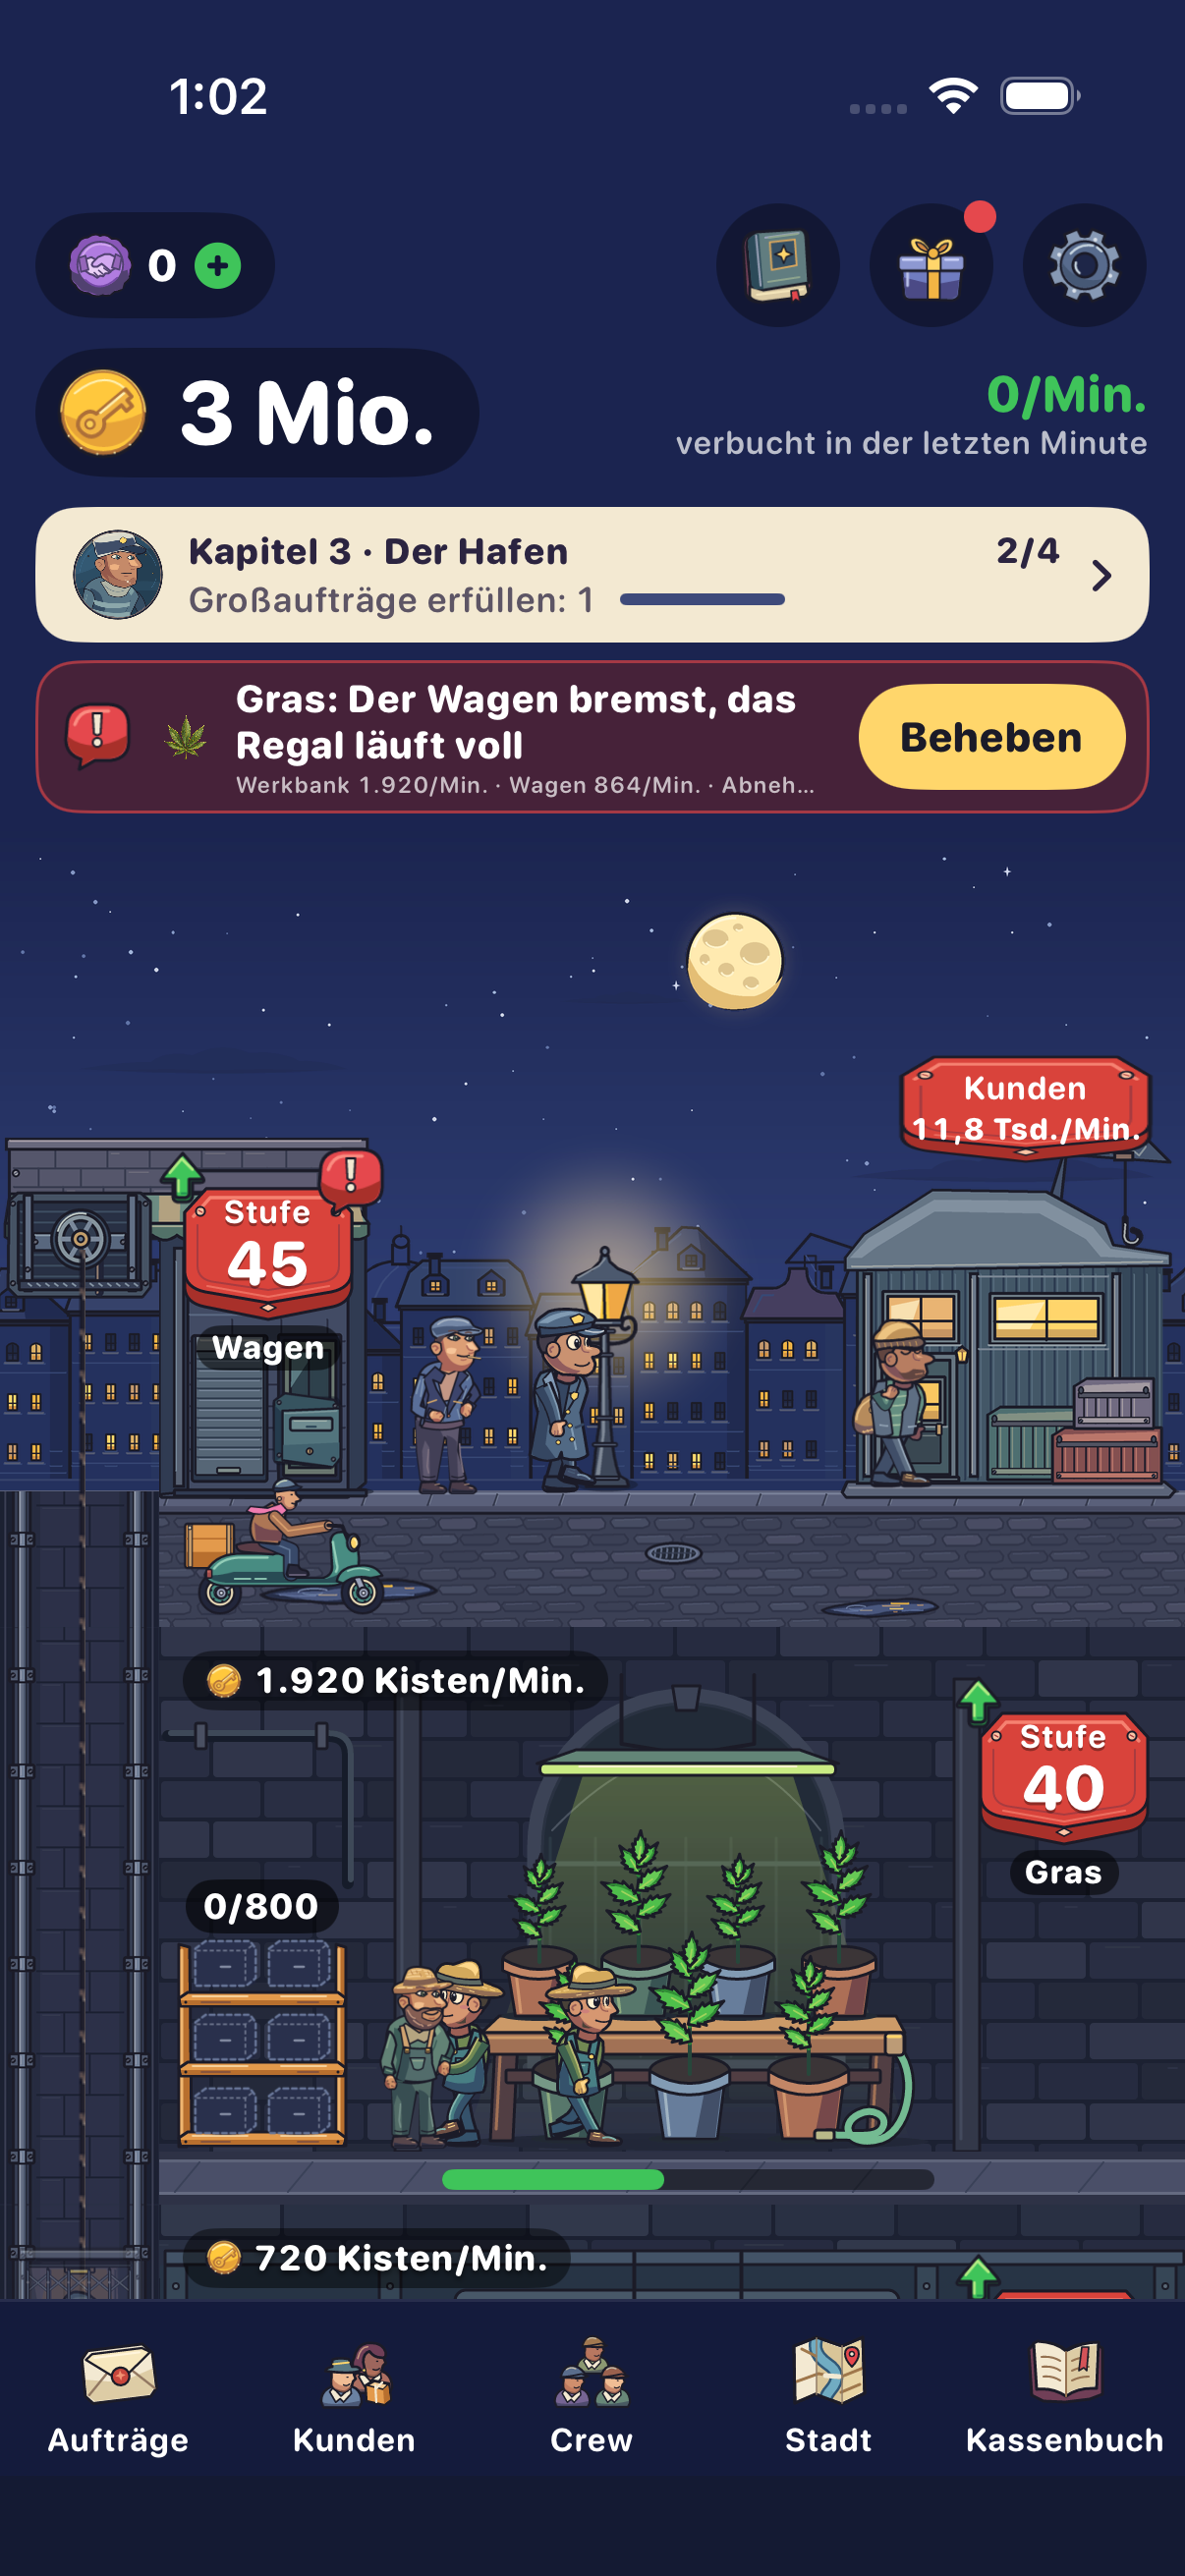 1:02
0
3 Mio.
0/Min.
verbucht in der letzten Minute
Kapitel 3 · Der Hafen
2/4
Großaufträge erfüllen: 1
Gras: Der Wagen bremst, das
Regal läuft voll
Beheben
Werkbank 1.920/Min. · Wagen 864/Min. · Abneh…
Kunden
11,8 Tsd./Min.
Stufe
45
Wagen
1.920 Kisten/Min.
Stufe
40
Gras
0/800
720 Kisten/Min.
Aufträge
Kunden
Crew
Stadt
Kassenbuch